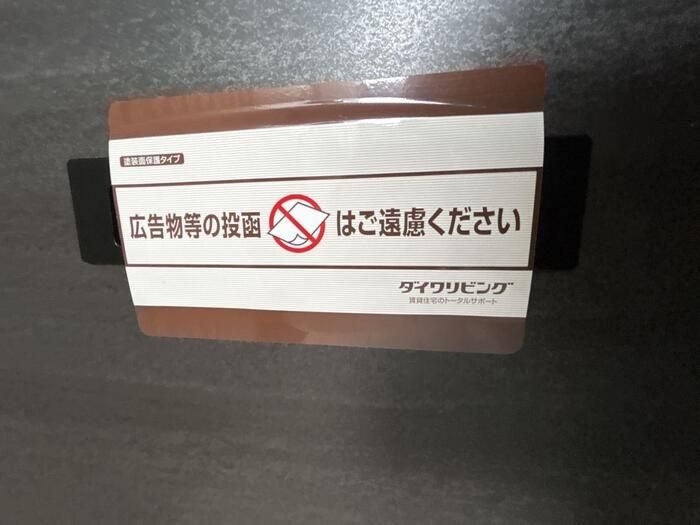 塗装面保護タイプ
広告物等の投函はご遠慮ください
ダイワリビング
賃貸住宅のトータルサポート